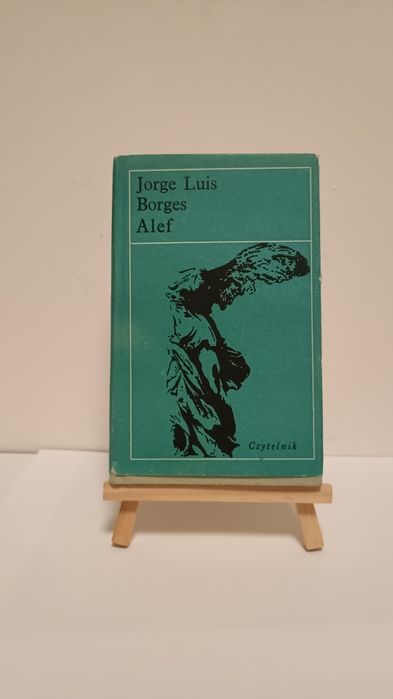 Jorge Luis
Borges
Alef
Czytelnik